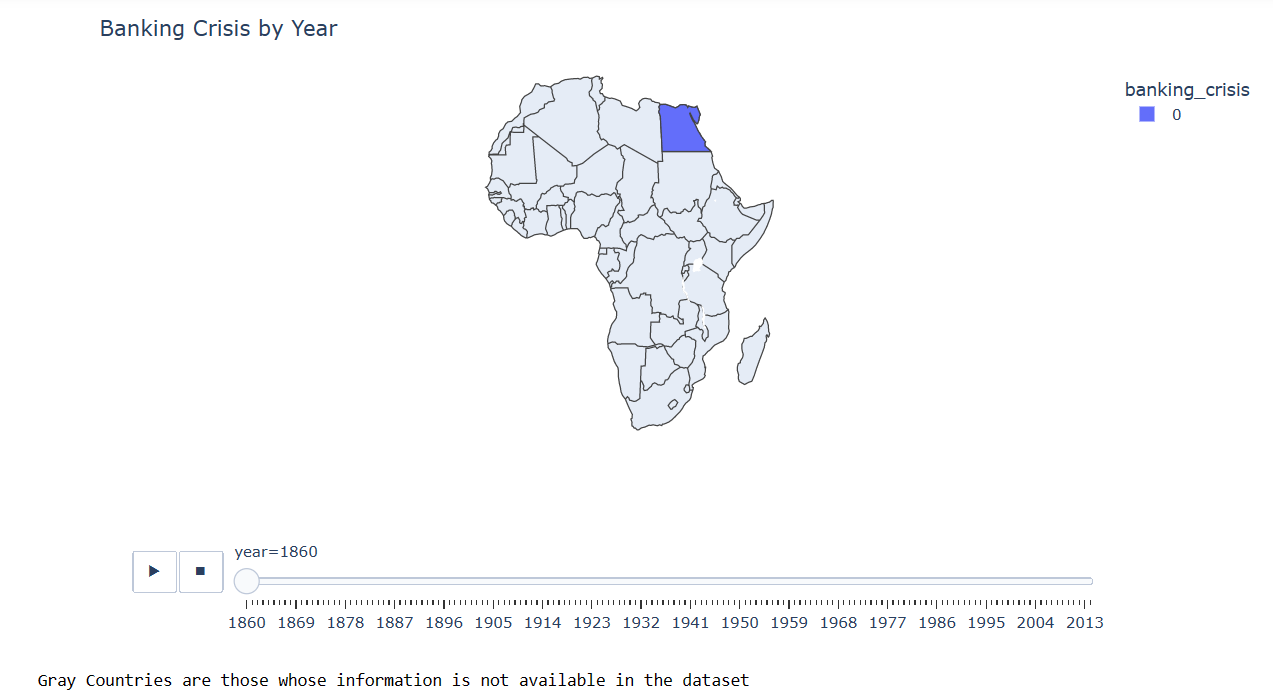 Banking Crisis by Year
banking_crisis
0
year=1860
1860 1869 1878 1887 1896 1905 1914 1923 1932 1941 1950 1959 1968 1977 1986 1995 2004 2013
Gray Countries are those whose information is not available in the dataset